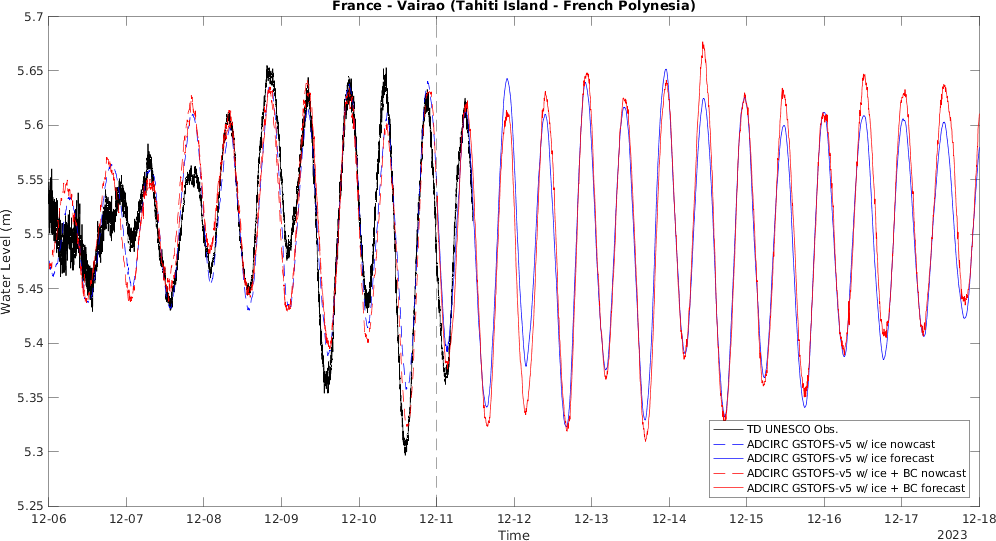 France - Vairao (Tahiti Island - French Polynesia)
5.7
5.65
5.6
5.55
5.5
5.45
5.4
5.35
5.3
5.25
Water Level (m)
TD UNESCO Obs.
ADCIRC GSTOFS-v5 w/ ice nowcast
ADCIRC GSTOFS-v5 w/ ice forecast
ADCIRC GSTOFS-v5 w/ ice + BC nowcast
ADCIRC GSTOFS-v5 w/ ice + BC forecast
12-06 12-07 12-08 12-09 12-10 12-11 12-12 12-13 12-14 12-15 12-16 12-17 12-18
Time
2023